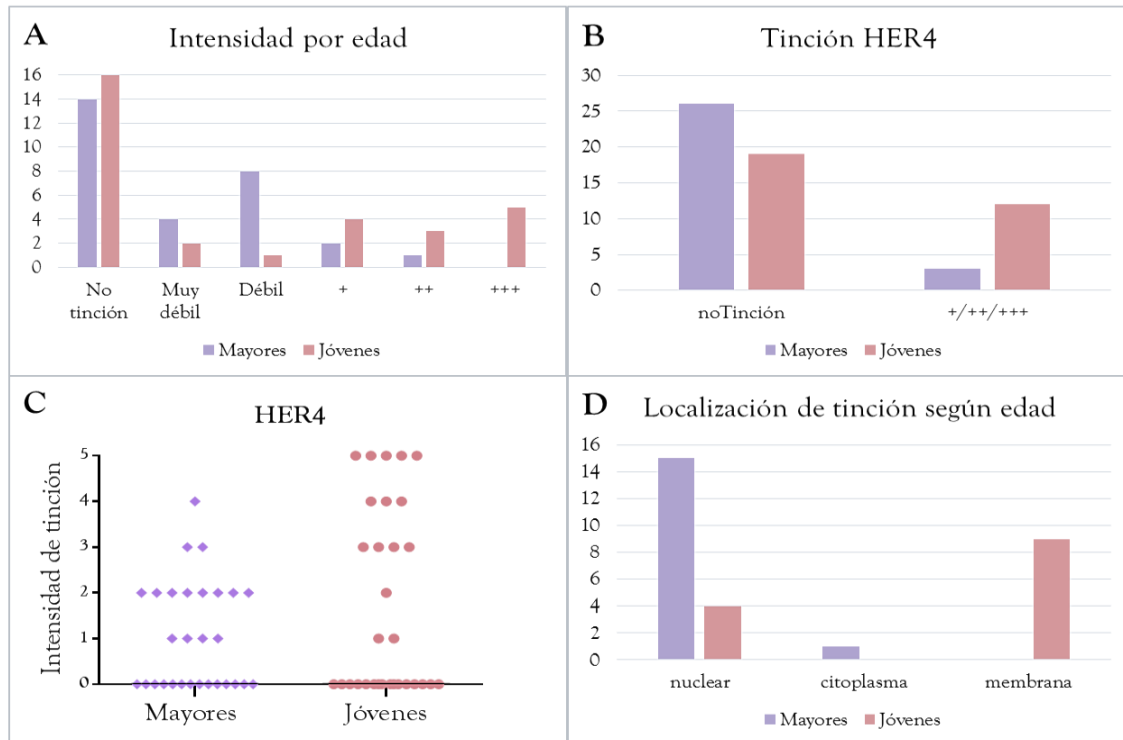 A
Intensidad por edad
16
14
12
10
8
6
4
2
0
No tinción
Muy débil
Débil
+
++
+++
Mayores
Jóvenes
B
Tinción HER4
30
25
20
15
10
5
0
noTinción
+/++/+++
Mayores
Jóvenes
C
HER4
Intensidad de tinción
5
4
3
2
1
0
Mayores
Jóvenes
D
Localización de tinción según edad
16
14
12
10
8
6
4
2
0
nuclear
citoplasma
membrana
Mayores
Jóvenes